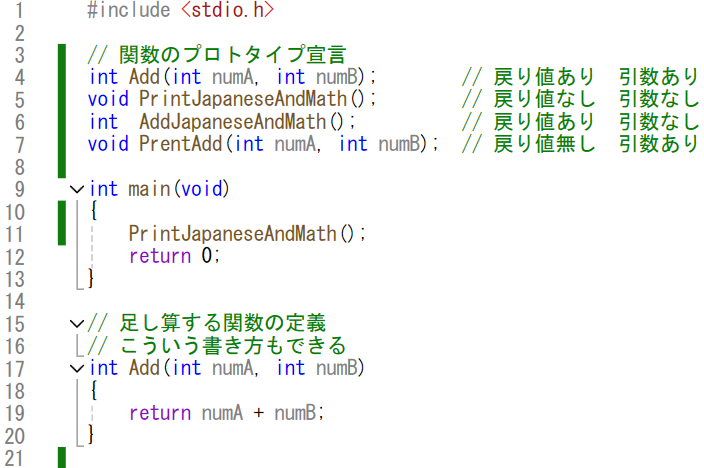 1 #include <stdio.h>
2
3 // 関数のプロトタイプ宣言
4 int Add(int numA, int numB); // 戻り値あり 引数あり
5 void PrintJapaneseAndMath(); // 戻り値なし 引数なし
6 int AddJapaneseAndMath(); // 戻り値あり 引数なし
7 void PrentAdd(int numA, int numB); // 戻り値無し 引数あり
8
9 int main(void)
10 {
11 PrintJapaneseAndMath();
12 return 0;
13 }
14
15 // 足し算する関数の定義
16 // こういう書き方もできる
17 int Add(int numA, int numB)
18 {
19 return numA + numB;
20 }
21